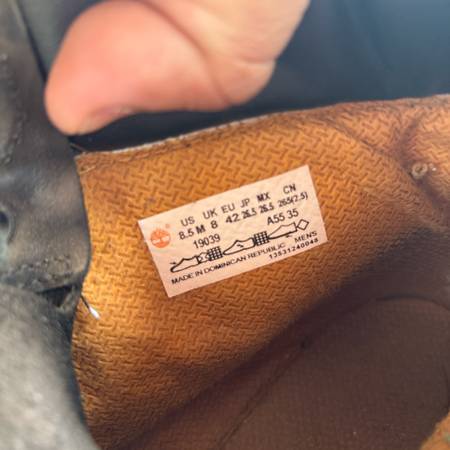 US UK EU JP MX CN
8.5 M 8 42 26.5 26.5 265(2.5)
19039 A55 35
MENS
MADE IN DOMINICAN REPUBLIC 13531240048